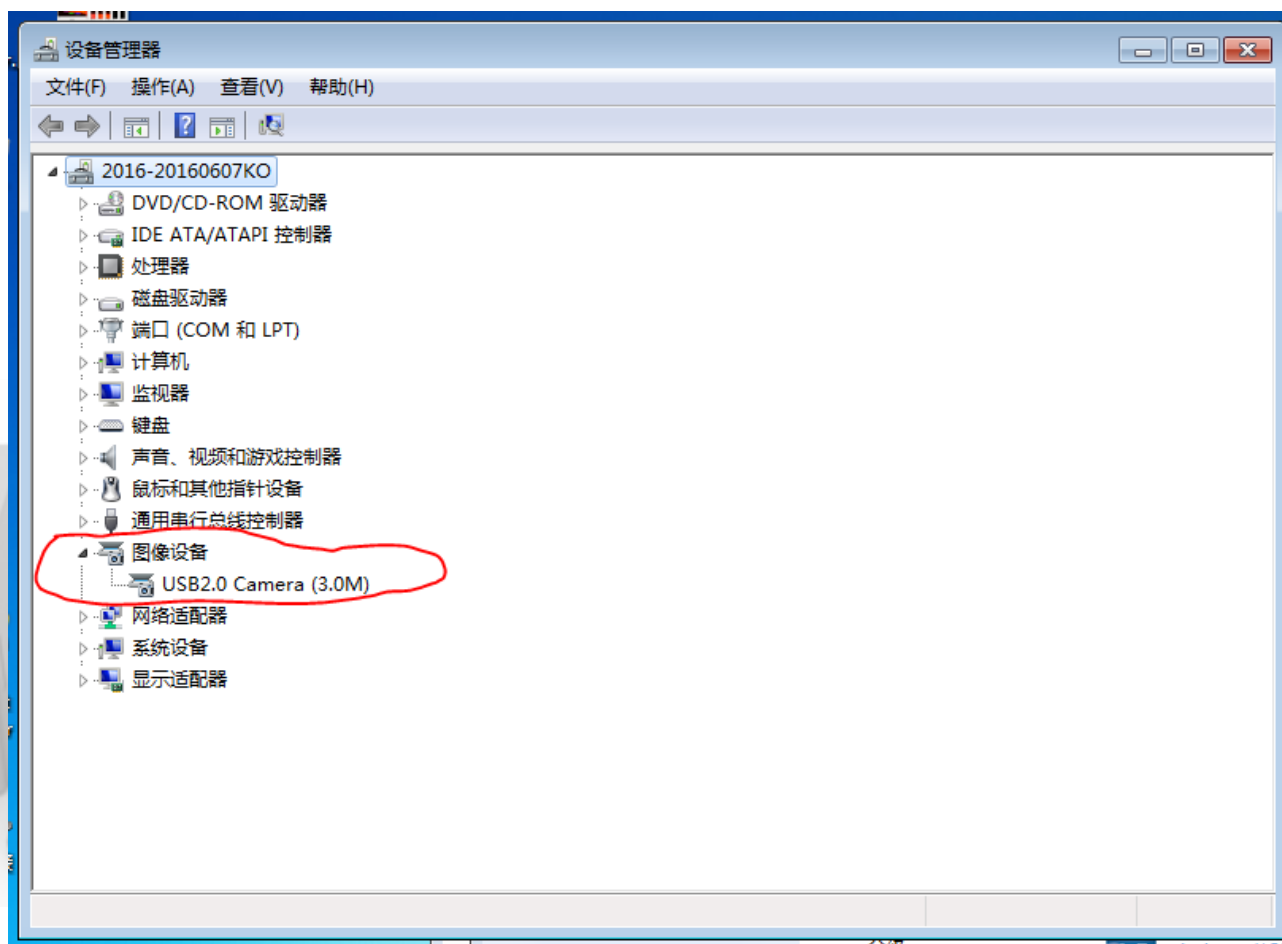 设备管理器
文件(F) 操作(A) 查看(V) 帮助(H)
2016-20160607KO
DVD/CD-ROM 驱动器
IDE ATA/ATAPI 控制器
处理器
磁盘驱动器
端口 (COM 和 LPT)
计算机
监视器
键盘
声音、视频和游戏控制器
鼠标和其他指针设备
通用串行总线控制器
图像设备
USB2.0 Camera (3.0M)
网络适配器
系统设备
显示适配器